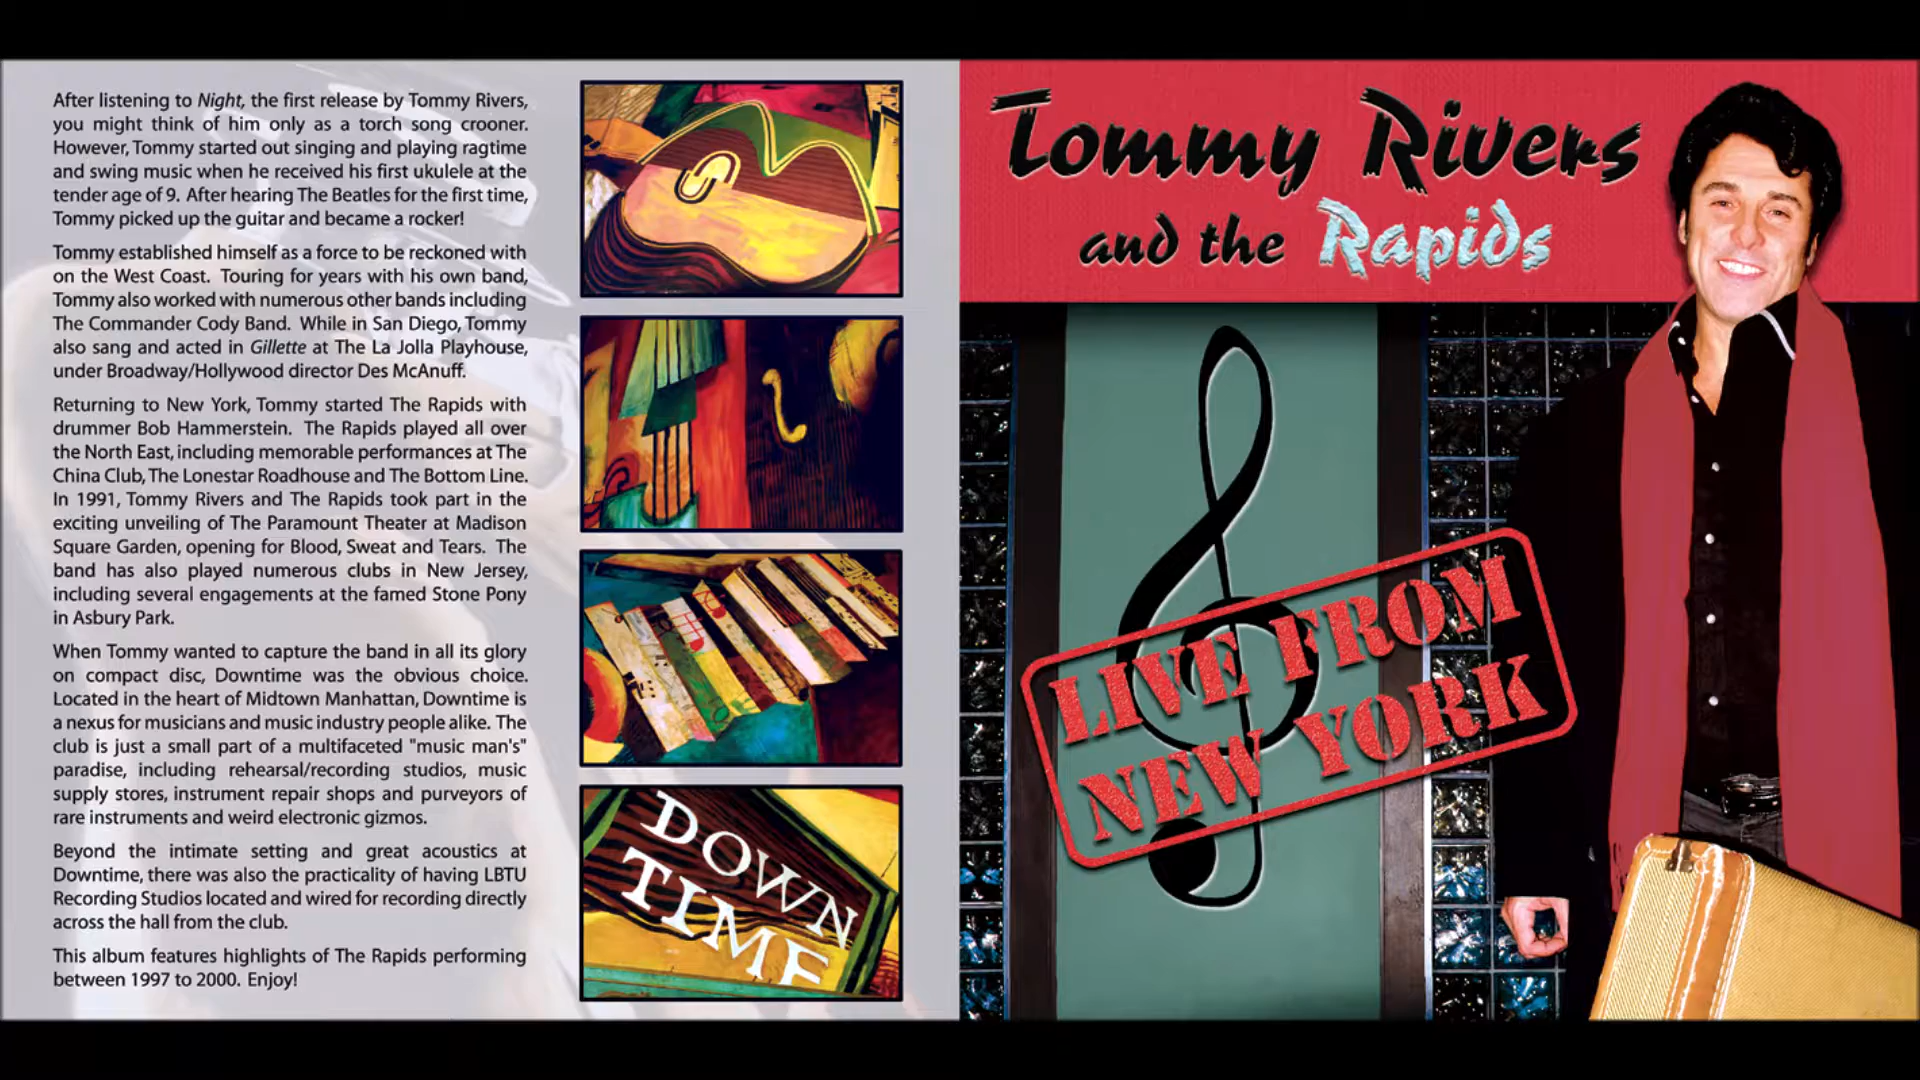 After listening to Night, the first release by Tommy Rivers,
you might think of him only as a torch song crooner.
However, Tommy started out singing and playing ragtime
and swing music when he received his first ukulele at the
tender age of 9. After hearing The Beatles for the first time,
Tommy picked up the guitar and became a rocker!
Tommy established himself as a force to be reckoned with
on the West Coast. Touring for years with his own band,
Tommy also worked with numerous other bands including
The Commander Cody Band. While in San Diego, Tommy
also sang and acted in Gillette at The La Jolla Playhouse,
under Broadway/Hollywood director Des McAnuff.
Returning to New York, Tommy started The Rapids with
drummer Bob Hammerstein. The Rapids played all over
the North East, including memorable performances at The
China Club, The Lonestar Roadhouse and The Bottom Line.
In 1991, Tommy Rivers and The Rapids took part in the
exciting unveiling of The Paramount Theater at Madison
Square Garden, opening for Blood, Sweat and Tears. The
band has also played numerous clubs in New Jersey,
including several engagements at the famed Stone Pony
in Asbury Park.
When Tommy wanted to capture the band in all its glory
on compact disc, Downtime was the obvious choice.
Located in the heart of Midtown Manhattan, Downtime is
a nexus for musicians and music industry people alike. The
club is just a small part of a multifaceted "music man's"
paradise, including rehearsal/recording studios, music
supply stores, instrument repair shops and purveyors of
rare instruments and weird electronic gizmos.
Beyond the intimate setting and great acoustics at
Downtime, there was also the practicality of having LBTU
Recording Studios located and wired for recording directly
across the hall from the club.
This album features highlights of The Rapids performing
between 1997 to 2000. Enjoy!
DOWN
TIME
Tommy Rivers
and the Rapids
LIVE FROM
NEW YORK